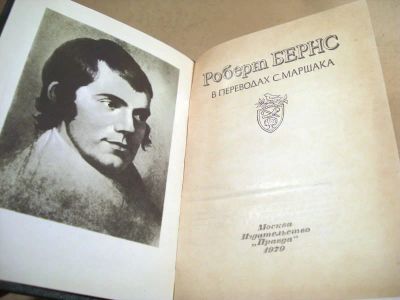 Роберт БЕРНС
В ПЕРЕВОДАХ С. МАРШАКА
Москва
Издательство
„Правда"
1979